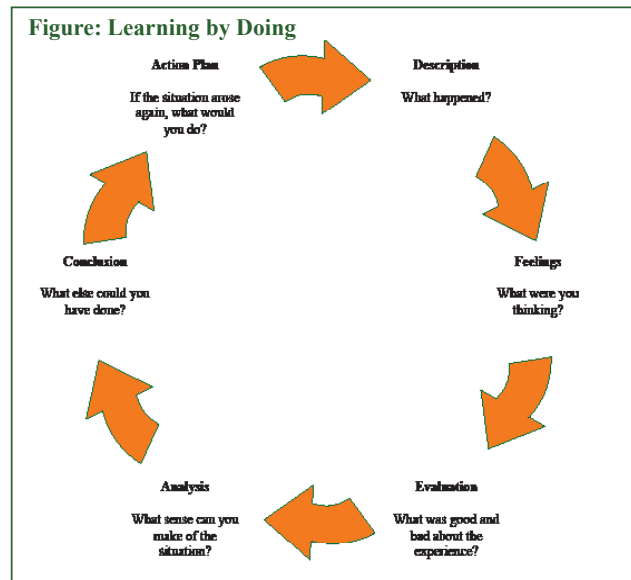 Figure: Learning by Doing
Action Plan
If the situation arose
again, what would
you do?
Description
What happened?
Feelings
What were you
thinking?
Evaluation
What was good and
bad about the
experience?
Analysis
What sense can you
make of the
situation?
Conclusion
What else could you
have done?